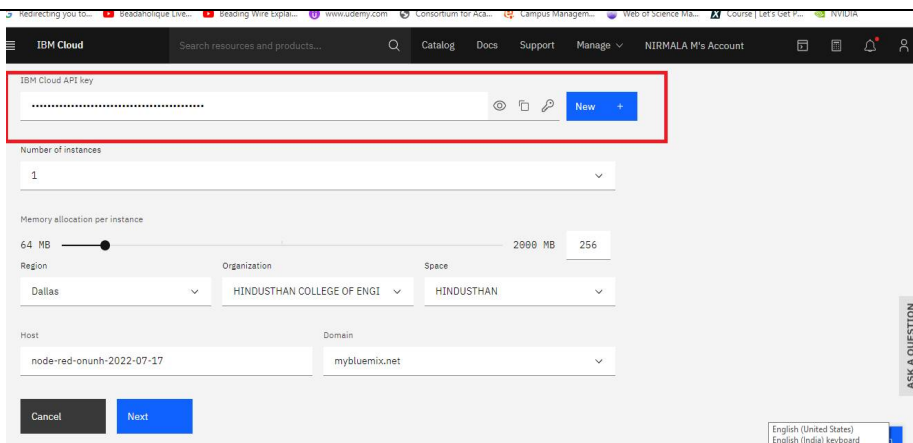 Redirecting you to... Beadaholique Live... Beading Wire Explai... www.udemy.com Consortium for Aca... Campus Managem... Web of Science Ma... Course | Let's Get P... NVIDIA
IBM Cloud Search resources and products... Catalog Docs Support Manage NIRMALA M's Account
IBM Cloud API key
New +
Number of instances
1
Memory allocation per instance
64 MB 2000 MB 256
Region Organization Space
Dallas HINDUSTHAN COLLEGE OF ENGI HINDUSTHAN
Host Domain
node-red-onunh-2022-07-17 mybluemix.net
Cancel Next
ASK A QUESTION
English (United States)
English (India) keyboard